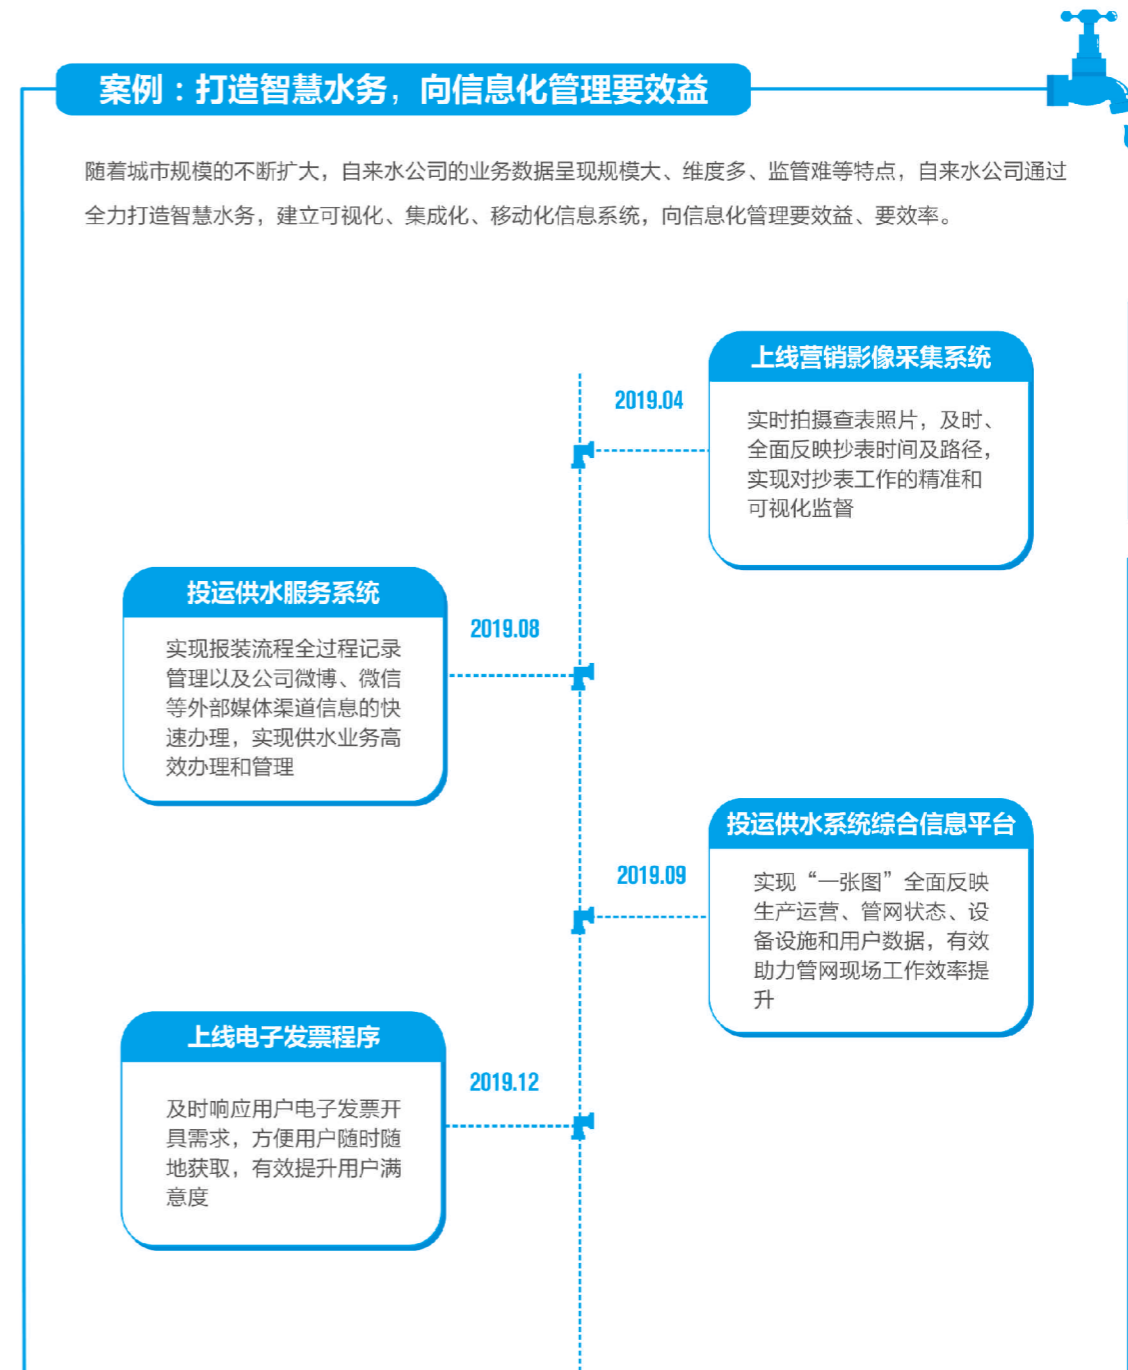 案例：打造智慧水务，向信息化管理要效益
随着城市规模的不断扩大，自来水公司的业务数据呈现规模大、维度多、监管难等特点，自来水公司通过
全力打造智慧水务，建立可视化、集成化、移动化信息系统，向信息化管理要效益、要效率。
2019.04
上线营销影像采集系统
实时拍摄查表照片，及时、
全面反映抄表时间及路径，
实现对抄表工作的精准和
可视化监督
投运供水服务系统
2019.08
实现报装流程全过程记录
管理以及公司微博、微信
等外部媒体渠道信息的快
速办理，实现供水业务高
效办理和管理
投运供水系统综合信息平台
2019.09
实现“一张图”全面反映
生产运营、管网状态、设
备设施和用户数据，有效
助力管网现场工作效率提
升
上线电子发票程序
2019.12
及时响应用户电子发票开
具需求，方便用户随时随
地获取，有效提升用户满
意度